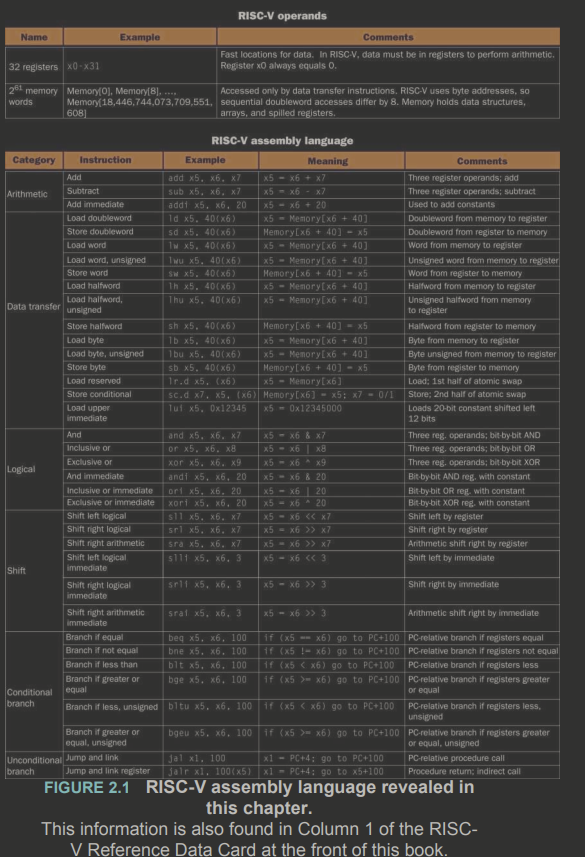 RISC-V operands
Name Example Comments
32 registers x0-x31 Fast locations for data. In RISC-V, data must be in registers to perform arithmetic.
Register x0 always equals 0.
2^61 memory Memory[0], Memory[8], ..., Accessed only by data transfer instructions. RISC-V uses byte addresses, so
words Memory[18,446,744,073,709,551, sequential doubleword accesses differ by 8. Memory holds data structures,
608] arrays, and spilled registers.
RISC-V assembly language
Category Instruction Example Meaning Comments
Arithmetic
Add add x5, x6, x7 x5 = x6 + x7 Three register operands; add
Subtract sub x5, x6, x7 x5 = x6 - x7 Three register operands; subtract
Add immediate addi x5, x6, 20 x5 = x6 + 20 Used to add constants
Data transfer
Load doubleword ld x5, 40(x6) x5 = Memory[x6 + 40] Doubleword from memory to register
Store doubleword sd x5, 40(x6) Memory[x6 + 40] = x5 Doubleword from register to memory
Load word lw x5, 40(x6) x5 = Memory[x6 + 40] Word from memory to register
Load word, unsigned lwu x5, 40(x6) x5 = Memory[x6 + 40] Unsigned word from memory to register
Store word sw x5, 40(x6) Memory[x6 + 40] = x5 Word from register to memory
Load halfword lh x5, 40(x6) x5 = Memory[x6 + 40] Halfword from memory to register
Load halfword, lhu x5, 40(x6) x5 = Memory[x6 + 40] Unsigned halfword from memory
unsigned to register
Store halfword sh x5, 40(x6) Memory[x6 + 40] = x5 Halfword from register to memory
Load byte lb x5, 40(x6) x5 = Memory[x6 + 40] Byte from memory to register
Load byte, unsigned lbu x5, 40(x6) x5 = Memory[x6 + 40] Byte unsigned from memory to register
Store byte sb x5, 40(x6) Memory[x6 + 40] = x5 Byte from register to memory
Load reserved lr.d x5, (x6) x5 = Memory[x6] Load; 1st half of atomic swap
Store conditional sc.d x7, x5, (x6) Memory[x6] = x5; x7 = 0/1 Store; 2nd half of atomic swap
Load upper lui x5, 0x12345 x5 = 0x12345000 Loads 20-bit constant shifted left
immediate 12 bits
Logical
And and x5, x6, x7 x5 = x6 & x7 Three reg. operands; bit-by-bit AND
Inclusive or or x5, x6, x8 x5 = x6 | x8 Three reg. operands; bit-by-bit OR
Exclusive or xor x5, x6, x9 x5 = x6 ^ x9 Three reg. operands; bit-by-bit XOR
And immediate andi x5, x6, 20 x5 = x6 & 20 Bit-by-bit AND reg. with constant
Inclusive or immediate ori x5, x6, 20 x5 = x6 | 20 Bit-by-bit OR reg. with constant
Exclusive or immediate xori x5, x6, 20 x5 = x6 ^ 20 Bit-by-bit XOR reg. with constant
Shift
Shift left logical sll x5, x6, x7 x5 = x6 << x7 Shift left by register
Shift right logical srl x5, x6, x7 x5 = x6 >> x7 Shift right by register
Shift right arithmetic sra x5, x6, x7 x5 = x6 >> x7 Arithmetic shift right by register
Shift left logical slli x5, x6, 3 x5 = x6 << 3 Shift left by immediate
immediate
Shift right logical srli x5, x6, 3 x5 = x6 >> 3 Shift right by immediate
immediate
Shift right arithmetic srai x5, x6, 3 x5 = x6 >> 3 Arithmetic shift right by immediate
immediate
Conditional
branch
Branch if equal beq x5, x6, 100 if (x5 == x6) go to PC+100 PC-relative branch if registers equal
Branch if not equal bne x5, x6, 100 if (x5 != x6) go to PC+100 PC-relative branch if registers not equal
Branch if less than blt x5, x6, 100 if (x5 < x6) go to PC+100 PC-relative branch if registers less
Branch if greater or bge x5, x6, 100 if (x5 >= x6) go to PC+100 PC-relative branch if registers greater
equal or equal
Branch if less, unsigned bltu x5, x6, 100 if (x5 < x6) go to PC+100 PC-relative branch if registers less,
unsigned
Branch if greater or bgeu x5, x6, 100 if (x5 >= x6) go to PC+100 PC-relative branch if registers greater
equal, unsigned or equal, unsigned
Unconditional
branch
Jump and link jal x1, 100 x1 = PC+4; go to PC+100 PC-relative procedure call
Jump and link register jalr x1, 100(x5) x1 = PC+4; go to x5+100 Procedure return; indirect call
FIGURE 2.1 RISC-V assembly language revealed in
this chapter.
This information is also found in Column 1 of the RISC-
V Reference Data Card at the front of this book.